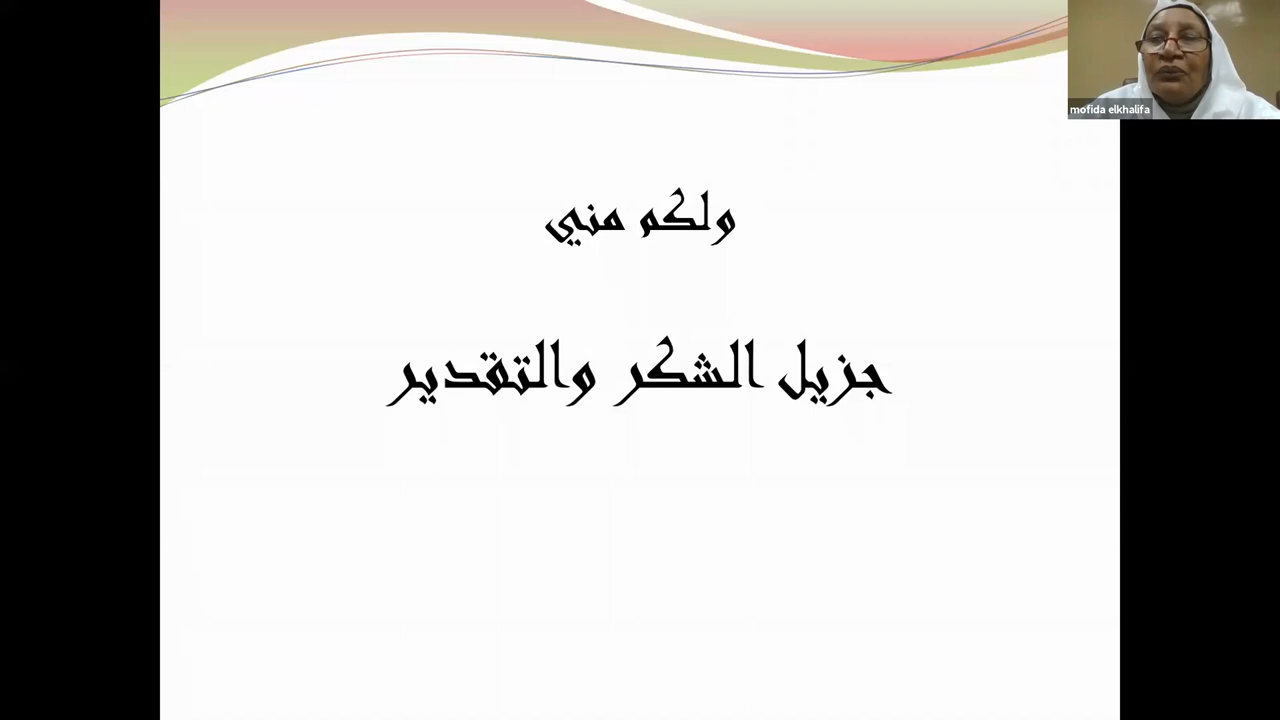 mofida elkhalifa
ولكم مني
جزيل الشكر والتقدير